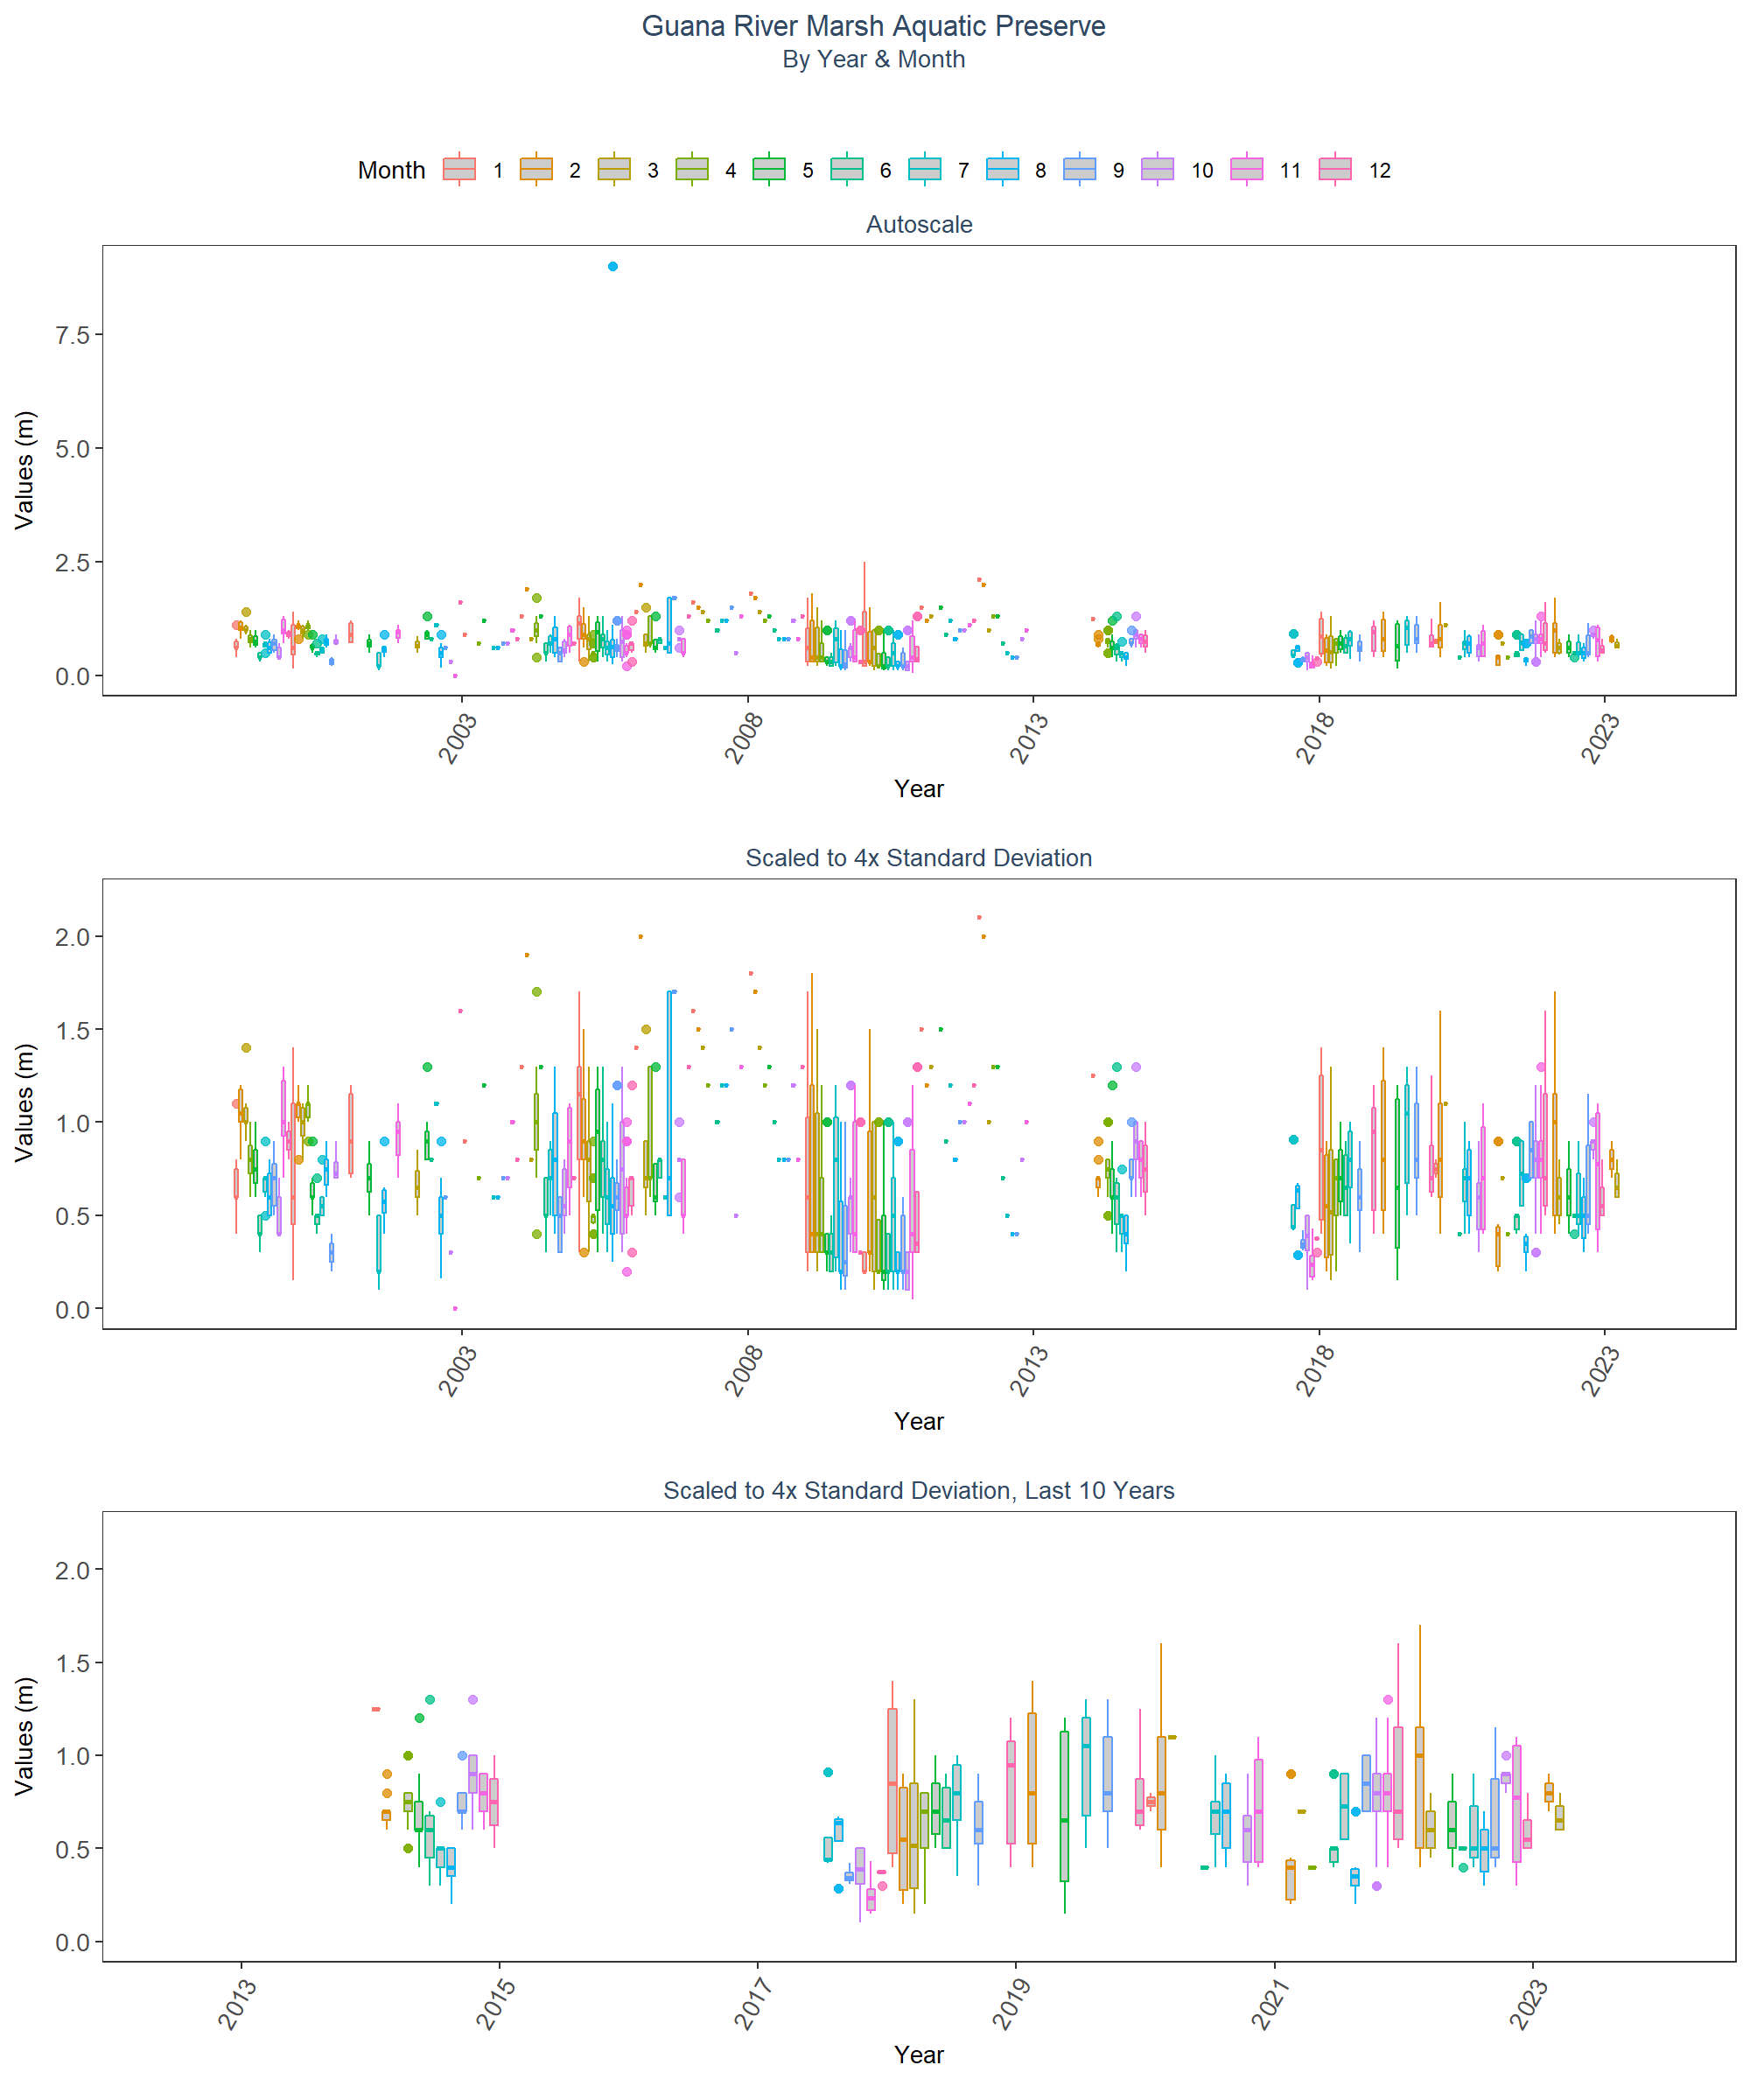 Guana River Marsh Aquatic Preserve
By Year & Month
Month 1 2 3 4 5 6 7 8 9 10 11 12
Autoscale
Values (m)
7.5
5.0
2.5
0.0
2003 2008 2013 2018 2023
Year
Scaled to 4x Standard Deviation
Values (m)
2.0
1.5
1.0
0.5
0.0
2003 2008 2013 2018 2023
Year
Scaled to 4x Standard Deviation, Last 10 Years
Values (m)
2.0
1.5
1.0
0.5
0.0
2013 2015 2017 2019 2021 2023
Year